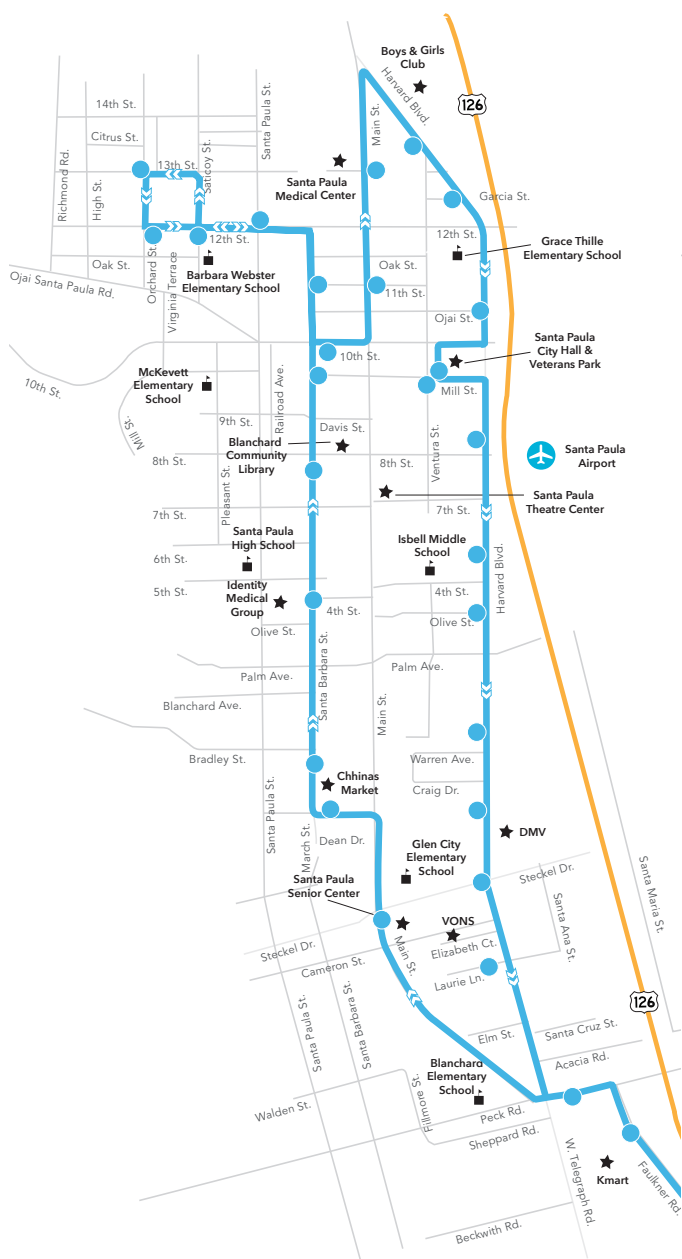 Boys & Girls
Club
Harvard Blvd.
126
14th St.
Santa Paula St.
Main St.
Citrus St.
13th St.
Saticoy St.
Richmond Rd.
High St.
Santa Paula
Medical Center
Garcia St.
12th St.
12th St.
Grace Thille
Elementary School
Oak St.
Orchard St.
Virginia Terrace
Barbara Webster
Elementary School
Oak St.
11th St.
Ojai Santa Paula Rd.
Ojai St.
Santa Paula
City Hall &
Veterans Park
10th St.
10th St.
McKevett
Elementary
School
Mill St.
Railroad Ave.
Mill St.
9th St.
Davis St.
Blanchard
Community
Library
Ventura St.
8th St.
8th St.
Santa Paula
Airport
Pleasant St.
Santa Paula
Theatre Center
7th St.
7th St.
Santa Paula
High School
Isbell Middle
School
6th St.
5th St.
Identity
Medical
Group
4th St.
4th St.
Harvard Blvd.
Olive St.
Olive St.
Santa Barbara St.
Palm Ave.
Palm Ave.
Blanchard Ave.
Main St.
Bradley St.
Warren Ave.
Chhinas
Market
Craig Dr.
Santa Paula St.
March St.
Dean Dr.
DMV
Glen City
Elementary
School
Steckel Dr.
Santa Paula
Senior Center
Santa Maria St.
VONS
Santa Ana St.
Steckel Dr.
Main St.
Elizabeth Ct.
Cameron St.
Laurie Ln.
Santa Paula St.
Santa Barbara St.
126
Elm St.
Santa Cruz St.
Acacia Rd.
Blanchard
Elementary
School
Fillmore St.
Walden St.
Peck Rd.
Sheppard Rd.
W. Telegraph Rd.
Kmart
Faulkner Rd.
Beckwith Rd.